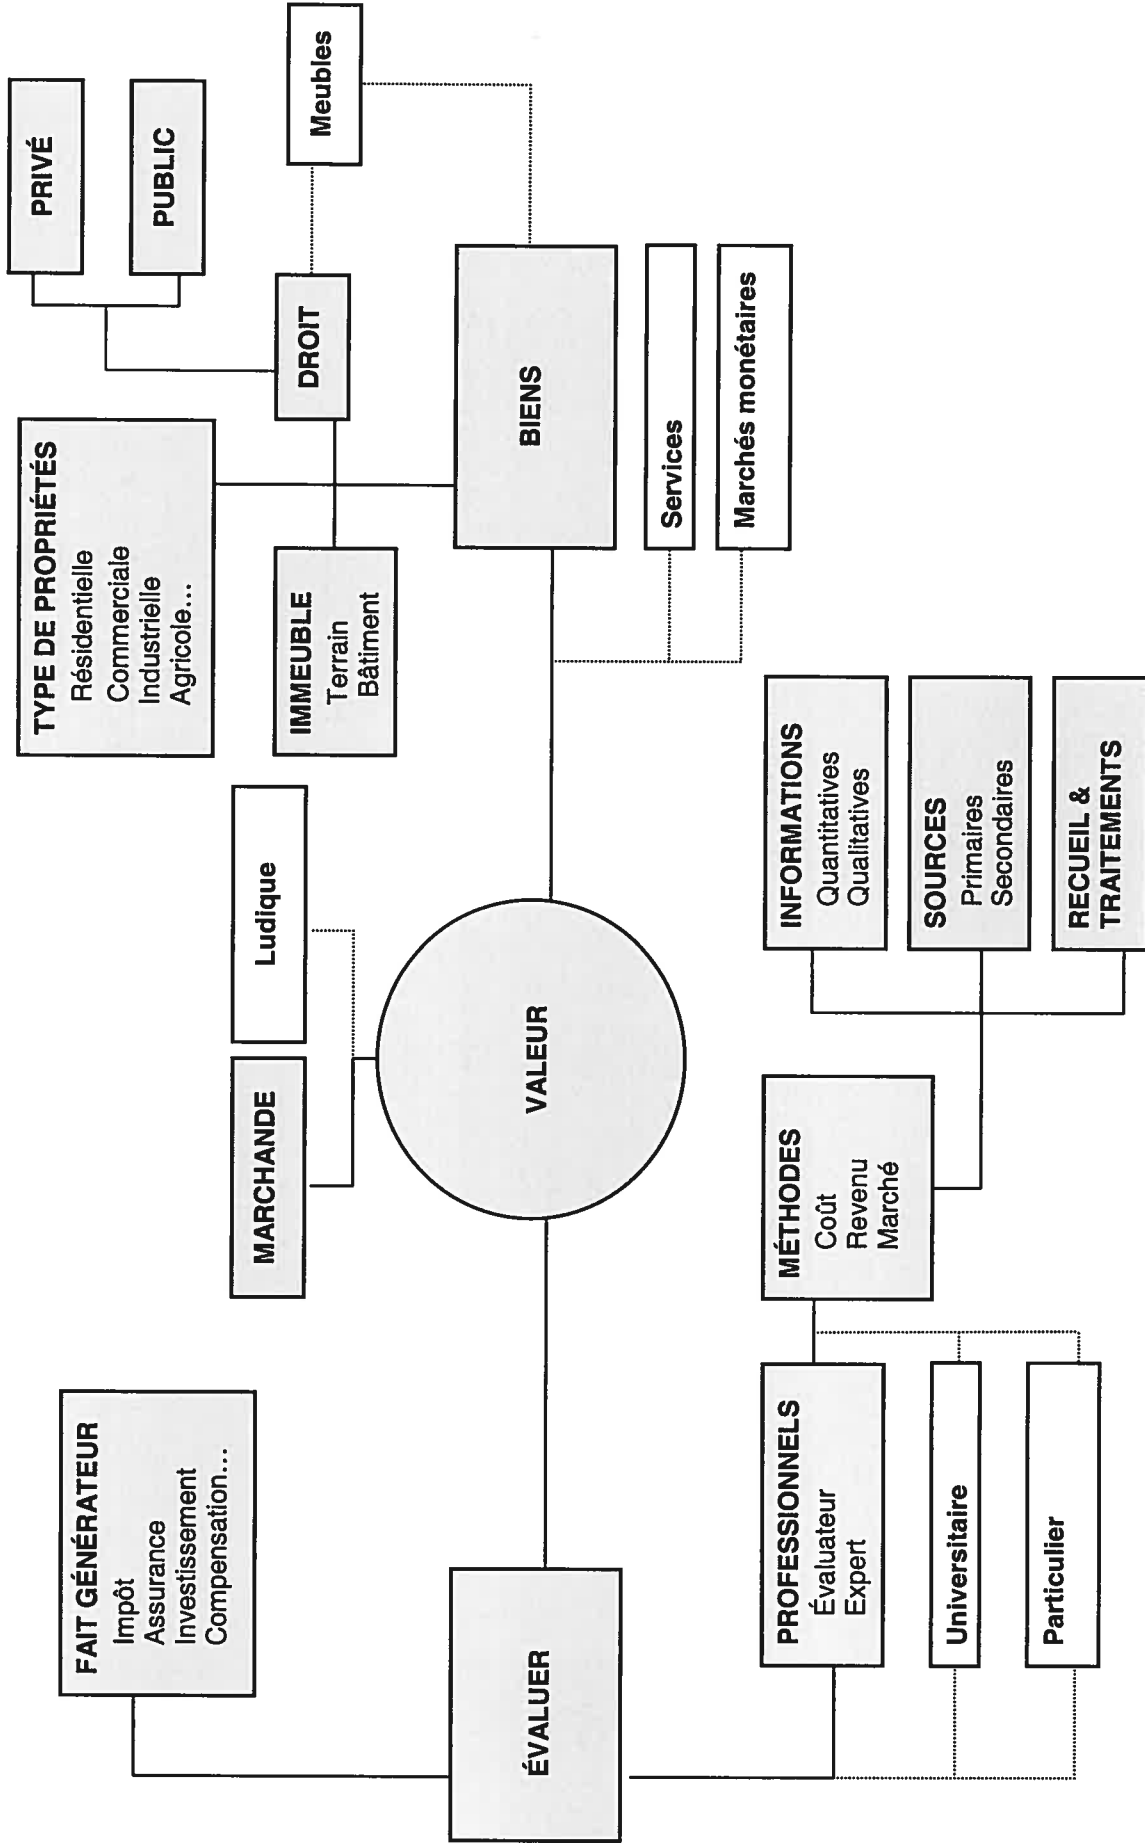 FAIT GÉNÉRATEUR
Impôt
Assurance
Investissement
Compensation...
MARCHANDE
Ludique
TYPE DE PROPRIÉTÉS
Résidentielle
Commerciale
Industrielle
Agricole...
IMMEUBLE
Terrain
Bâtiment
DROIT
PRIVÉ
PUBLIC
Meubles
ÉVALUER
VALEUR
BIENS
Services
Marchés monétaires
PROFESSIONNELS
Évaluateur
Expert
Universitaire
Particulier
MÉTHODES
Coût
Revenu
Marché
INFORMATIONS
Quantitatives
Qualitatives
SOURCES
Primaires
Secondaires
RECUEIL &
TRAITEMENTS